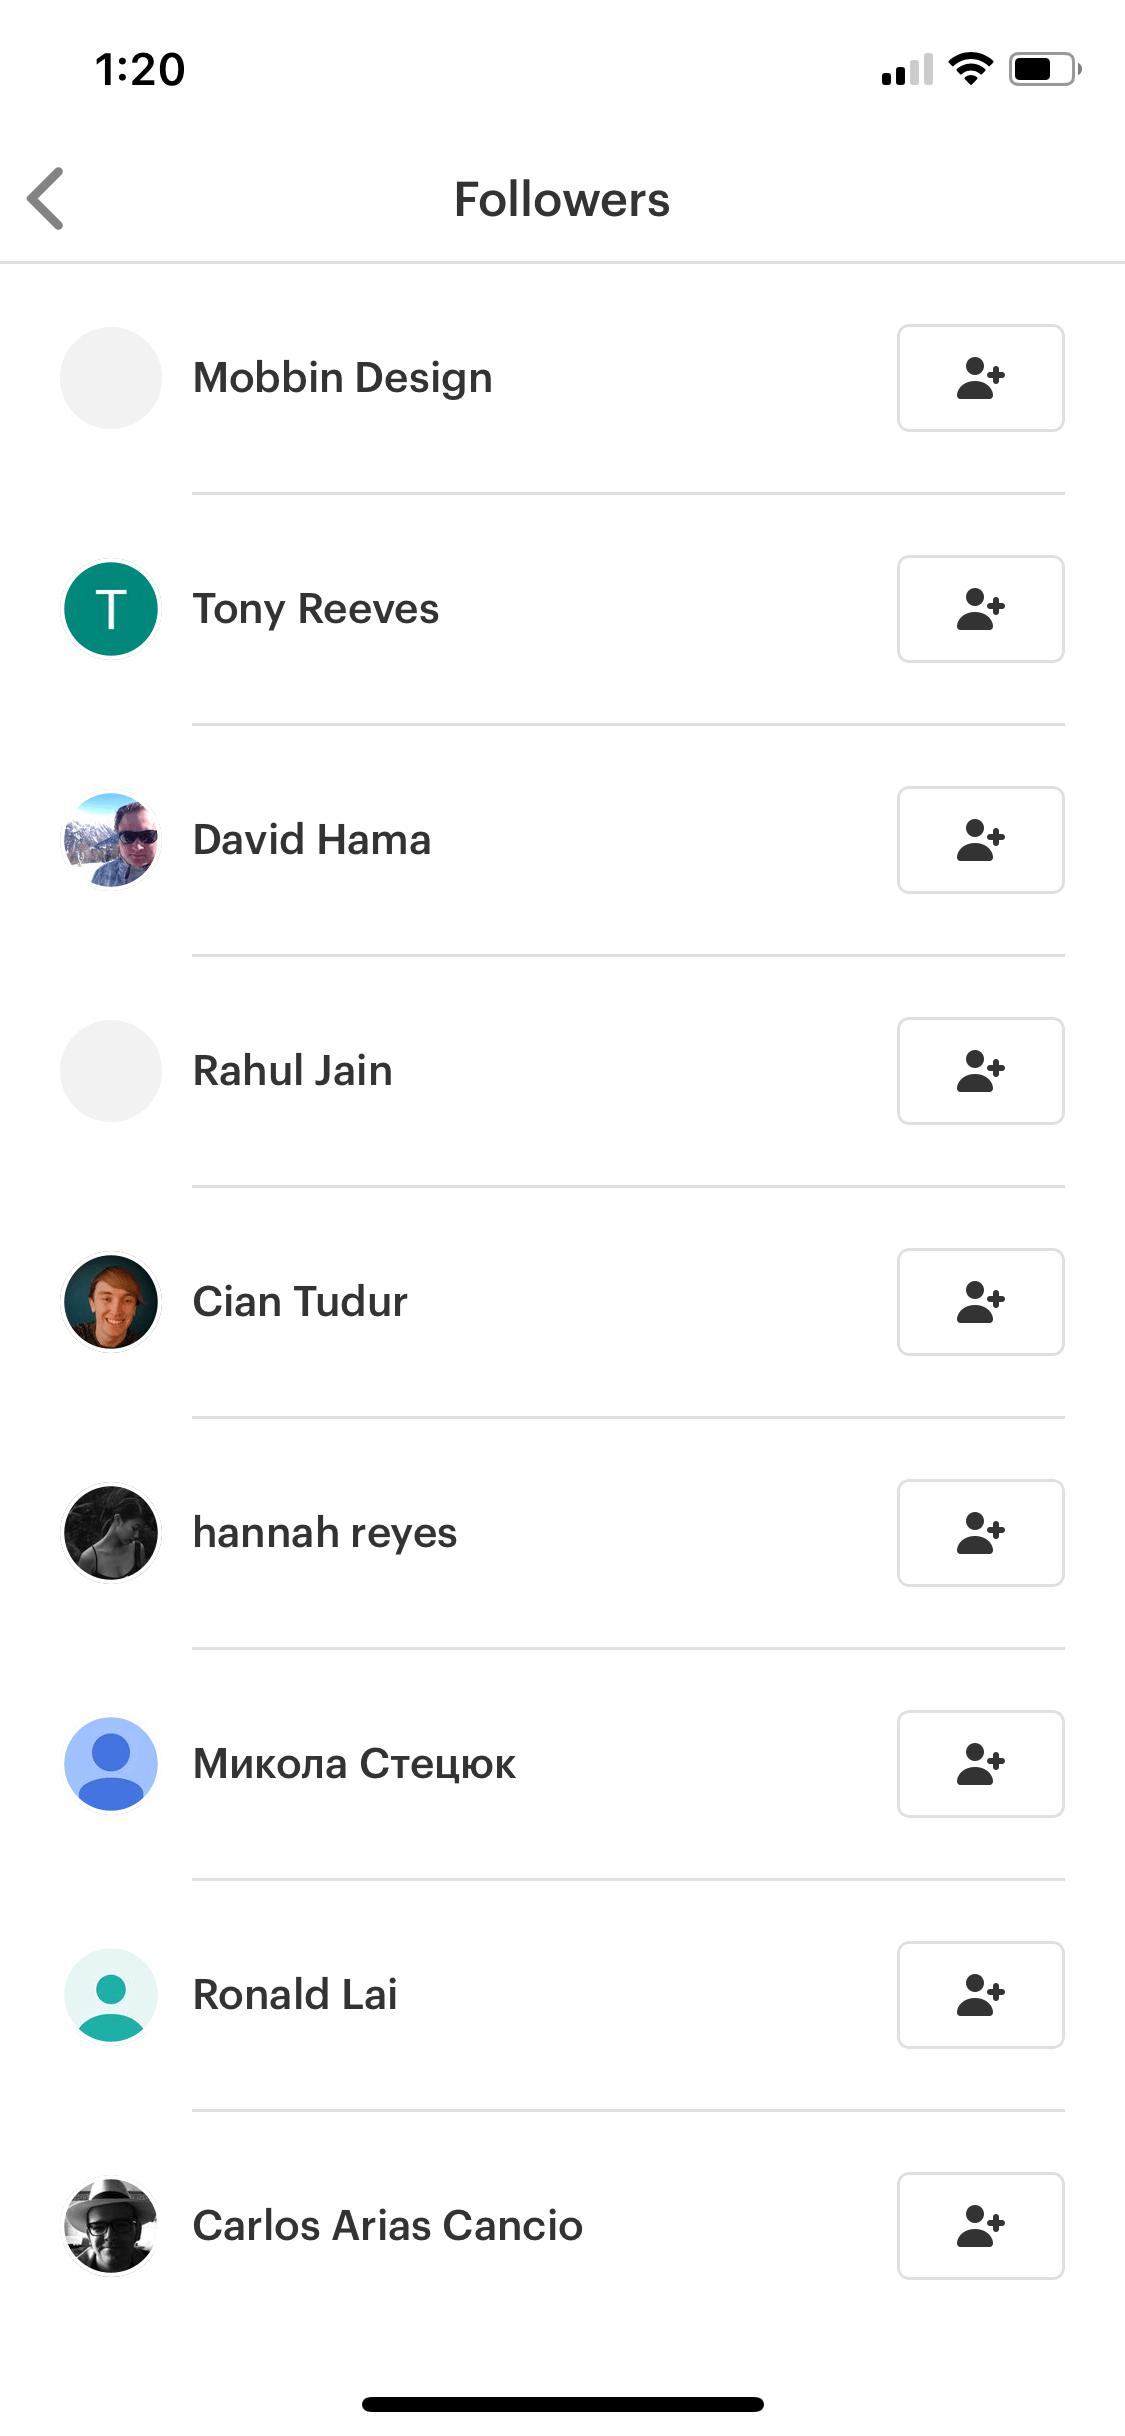 1:20
Followers
Mobbin Design
T
Tony Reeves
David Hama
Rahul Jain
Cian Tudur
hannah reyes
Микола Стецюк
Ronald Lai
Carlos Arias Cancio